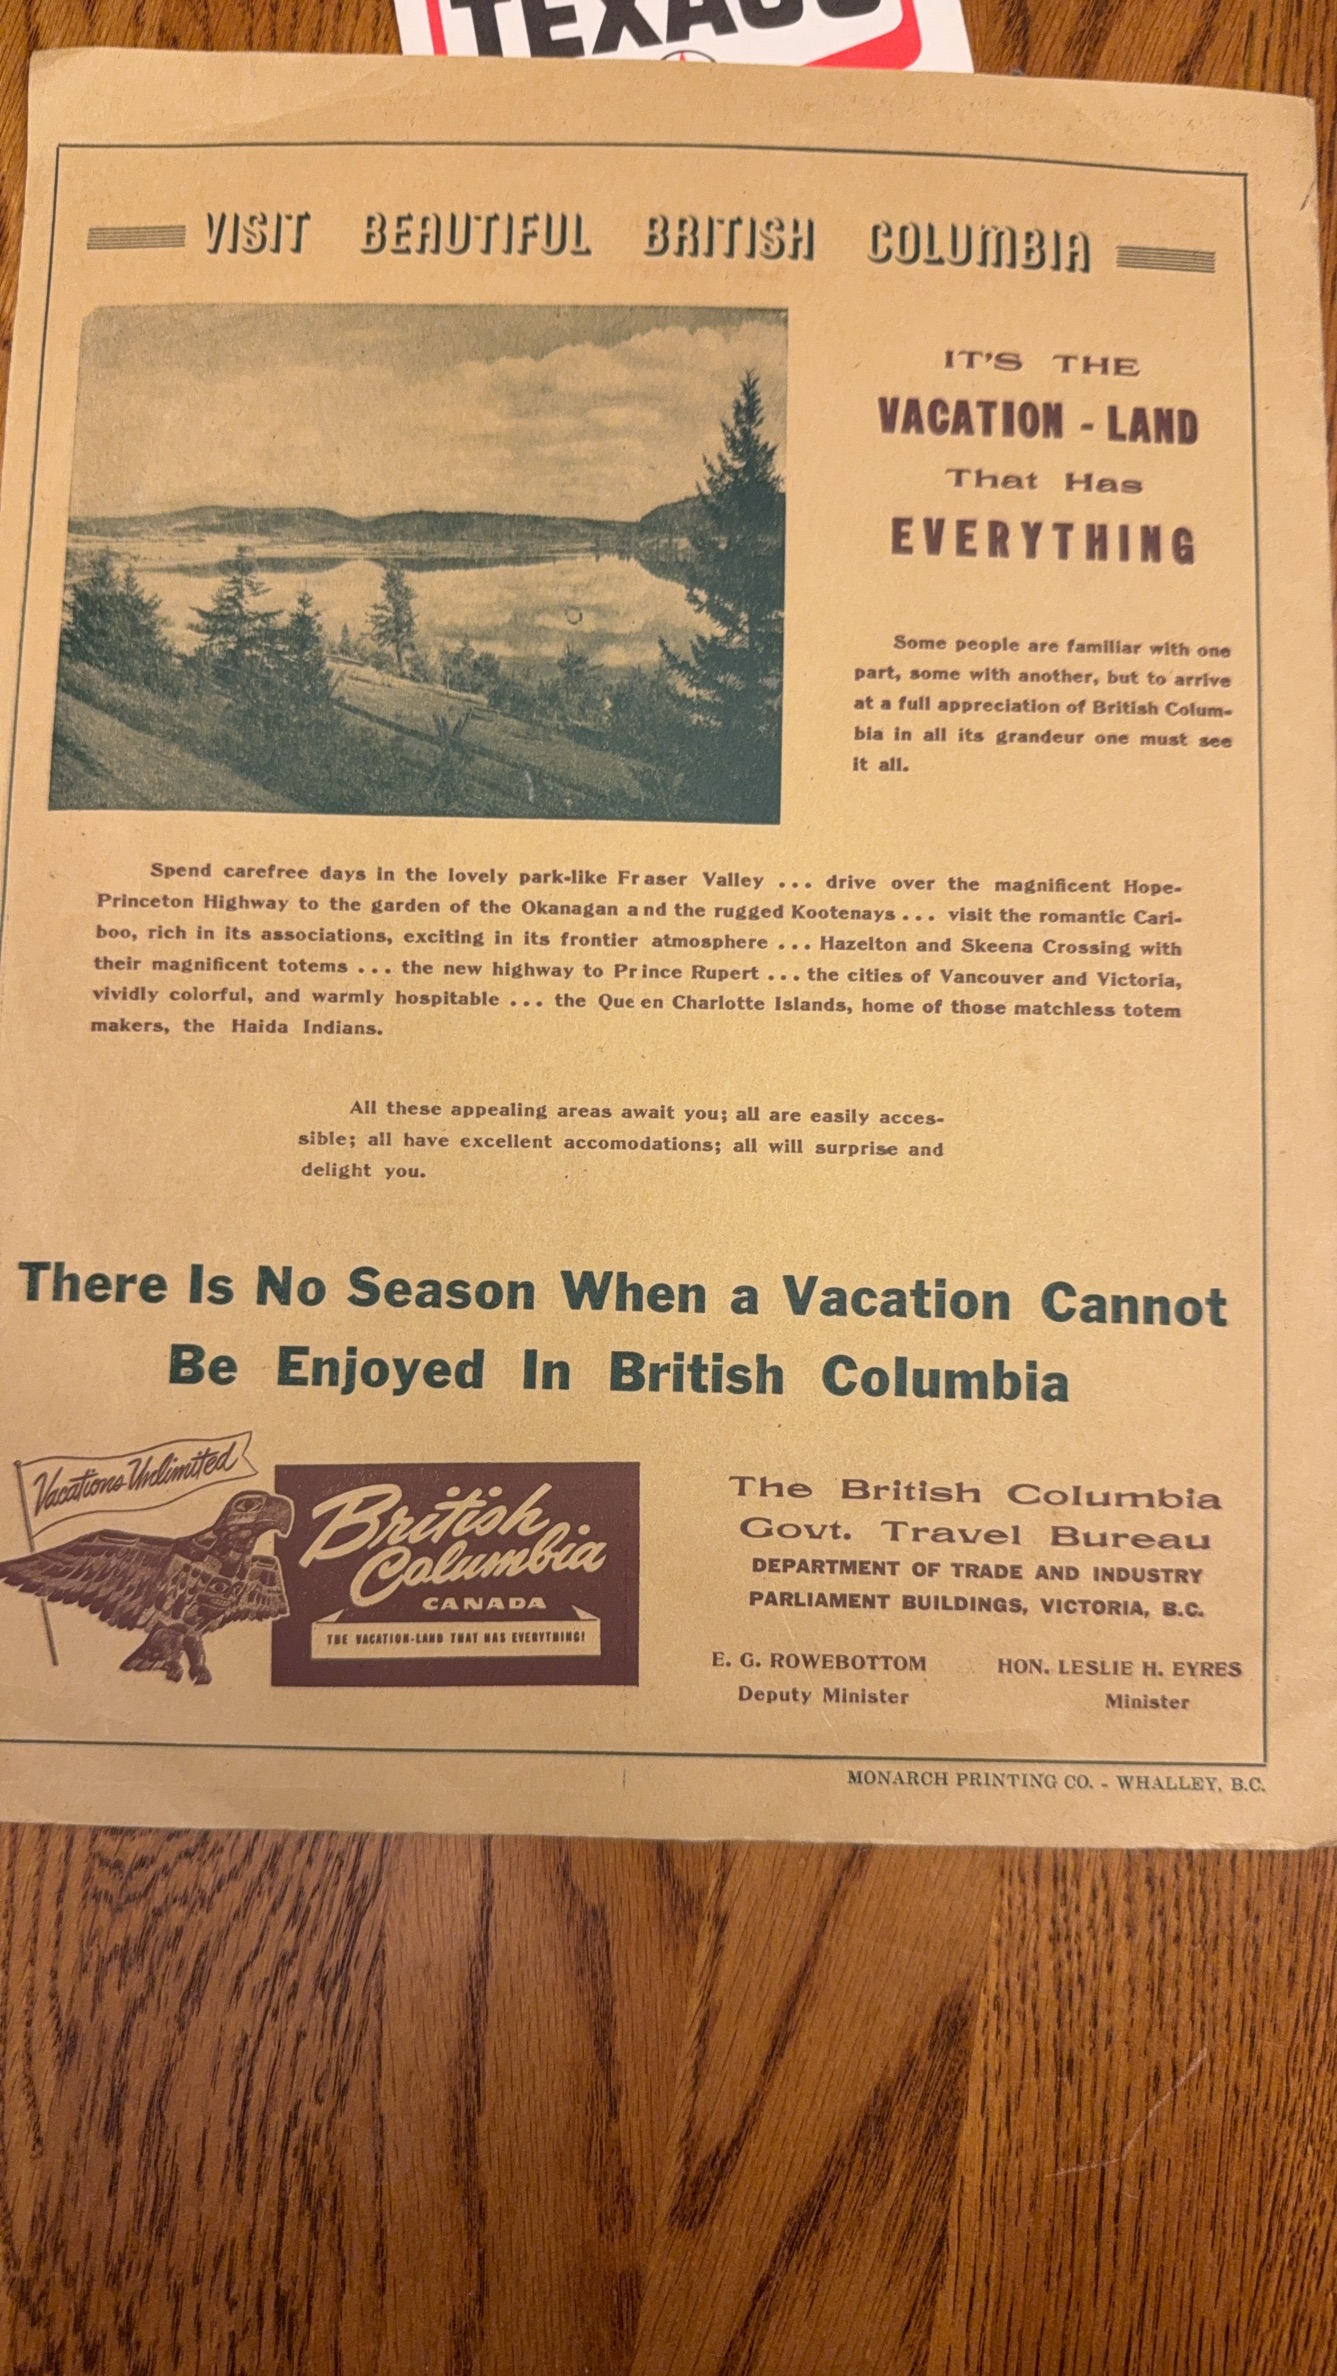 TEXACO
VISIT BEAUTIFUL BRITISH COLUMBIA
IT'S THE
VACATION - LAND
That Has
EVERYTHING
Some people are familiar with one
part, some with another, but to arrive
at a full appreciation of British Colum-
bia in all its grandeur one must see
it all.
Spend carefree days in the lovely park-like Fraser Valley ... drive over the magnificent Hope-
Princeton Highway to the garden of the Okanagan and the rugged Kootenays ... visit the romantic Cari-
boo, rich in its associations, exciting in its frontier atmosphere ... Hazelton and Skeena Crossing with
their magnificent totems ... the new highway to Prince Rupert ... the cities of Vancouver and Victoria,
vividly colorful, and warmly hospitable ... the Queen Charlotte Islands, home of those matchless totem
makers, the Haida Indians.
All these appealing areas await you; all are easily acces-
sible; all have excellent accomodations; all will surprise and
delight you.
There Is No Season When a Vacation Cannot
Be Enjoyed In British Columbia
Vacations Unlimited
British
Columbia
CANADA
THE VACATION-LAND THAT HAS EVERYTHING!
The British Columbia
Govt. Travel Bureau
DEPARTMENT OF TRADE AND INDUSTRY
PARLIAMENT BUILDINGS, VICTORIA, B.C.
E. G. ROWEBOTTOM HON. LESLIE H. EYRES
Deputy Minister Minister
MONARCH PRINTING CO. - WHALLEY, B.C.